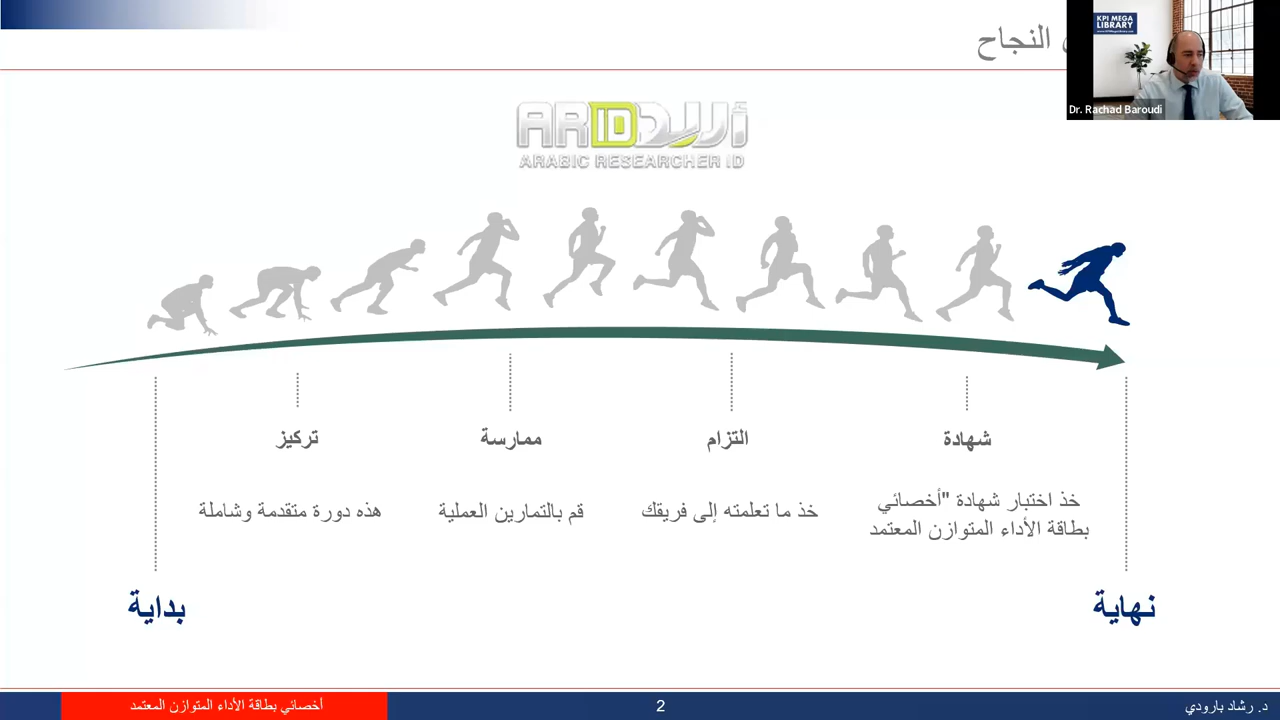 النجاح
KPI MEGA
LIBRARY
Dr. Rachad Baroudi
ARID أريد
ARABIC RESEARCHER ID
تركيز
هذه دورة متقدمة وشاملة
ممارسة
قم بالتمارين العملية
التزام
خذ ما تعلمته إلى فريقك
شهادة
خذ اختبار شهادة "أخصائي
بطاقة الأداء المتوازن المعتمد
بداية
نهاية
أخصائي بطاقة الأداء المتوازن المعتمد
2
د. رشاد بارودي